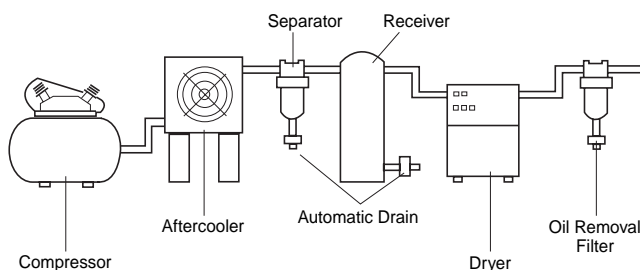 Separator
Receiver
Aftercooler
Automatic Drain
Oil Removal
Filter
Compressor
Dryer